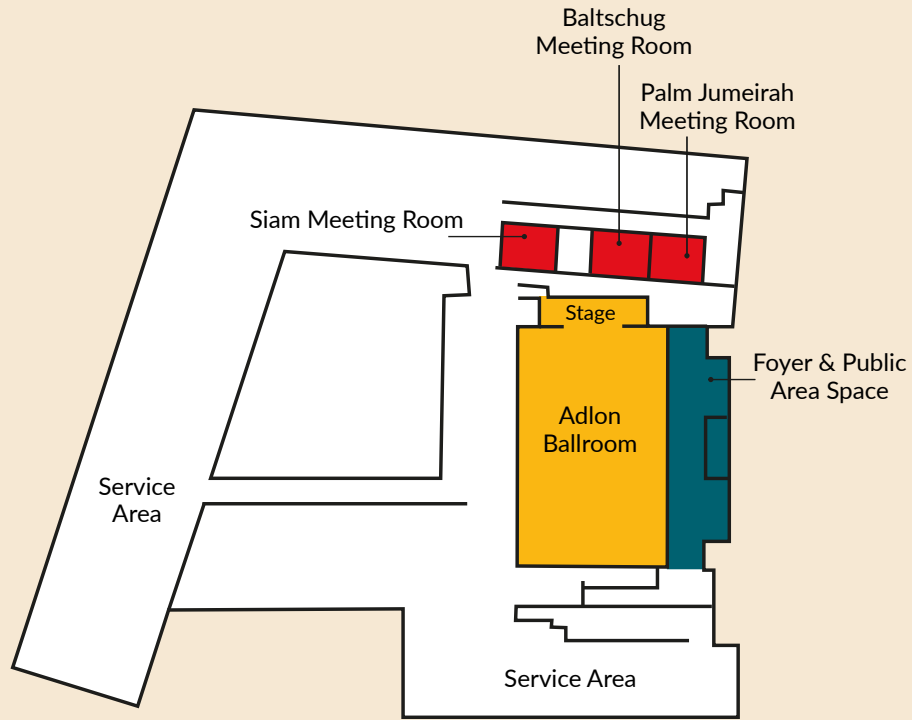 Baltschug
Meeting Room
Palm Jumeirah
Meeting Room
Siam Meeting Room
Stage
Foyer & Public
Area Space
Adlon
Ballroom
Service
Area
Service Area